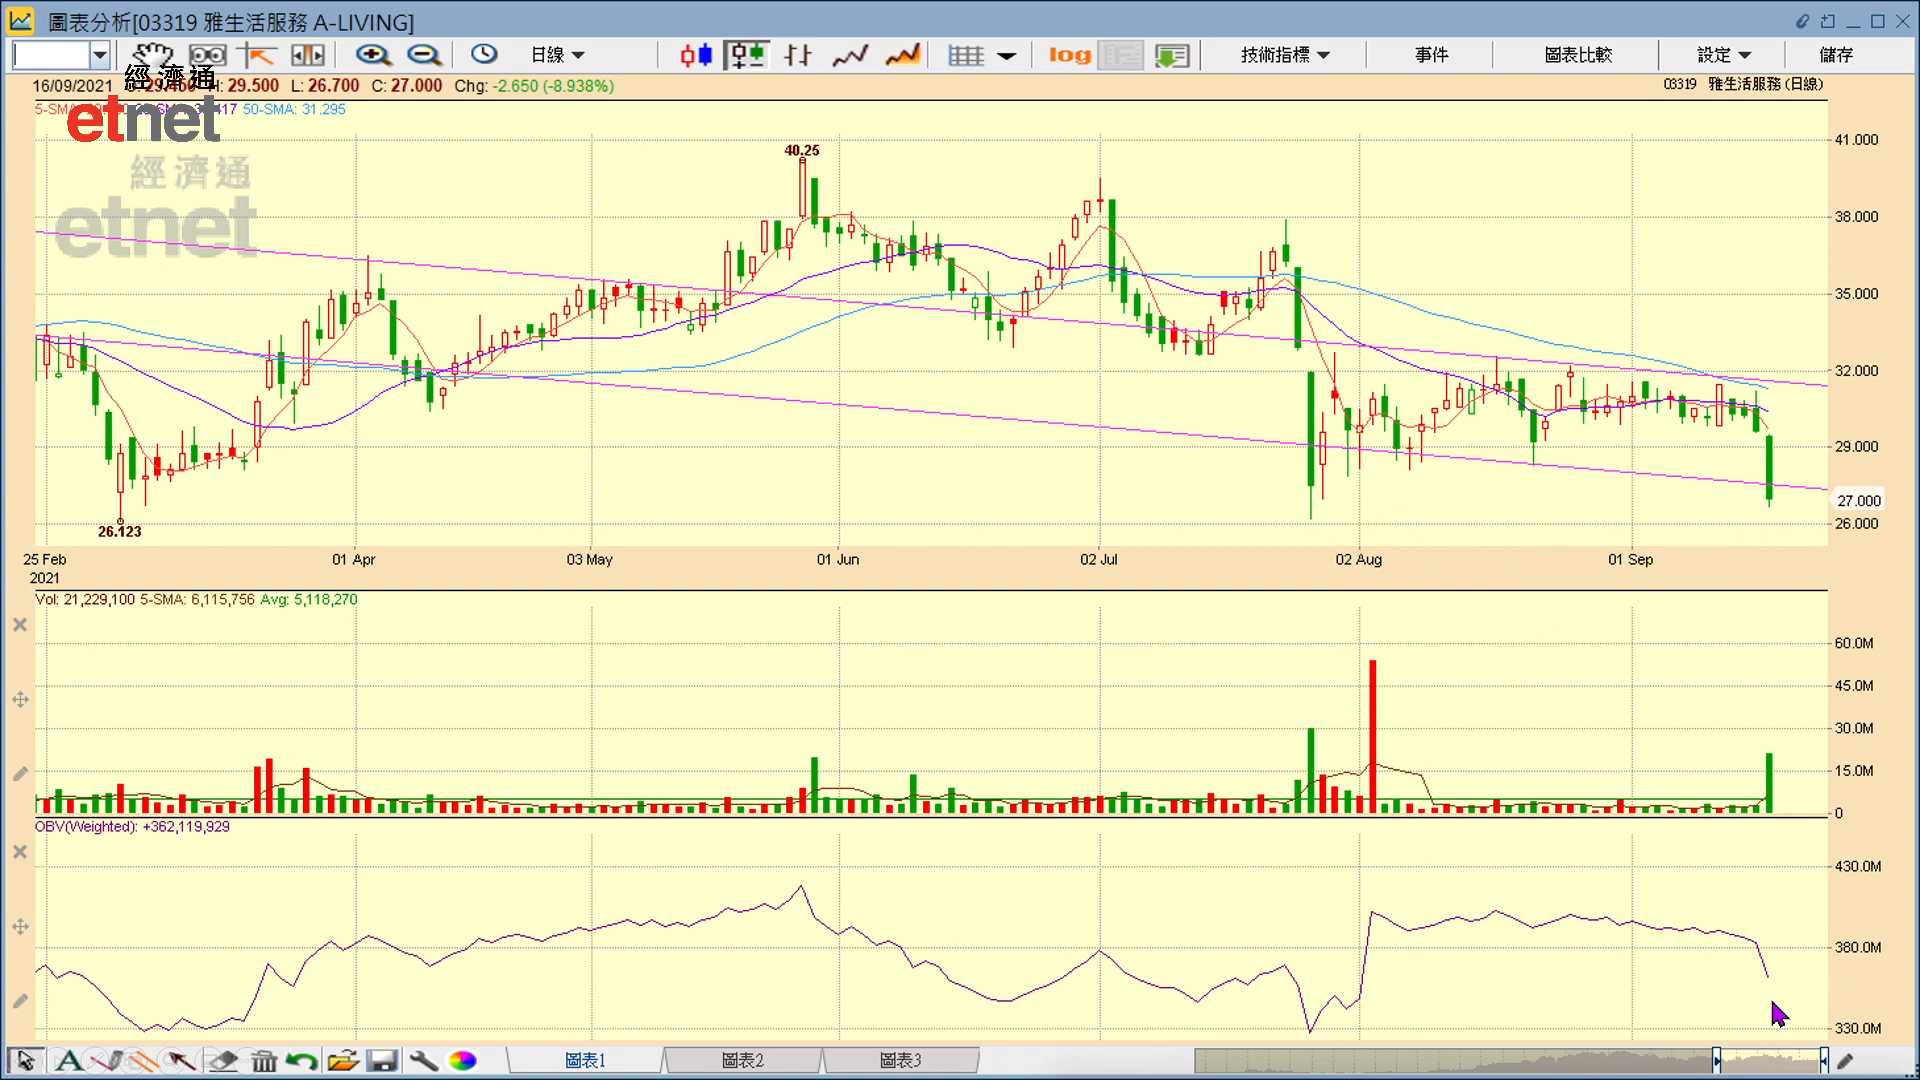 圖表分析[03319 雅生活服務 A-LIVING]
日線
log
技術指標
事件
圖表比較
設定
儲存
16/09/2021 H: 29.500 L: 26.700 C: 27.000 Chg: -2.650 (-8.938%)
03319 雅生活服務 (日線)
經濟通
etnet
50-SMA: 31.295
經濟通
etnet
40.25
26.123
41.000
38.000
35.000
32.000
29.000
27.000
26.000
25 Feb
01 Apr
03 May
01 Jun
02 Jul
02 Aug
01 Sep
2021
Vol: 21,229,100 5-SMA: 6,115,756 Avg: 5,118,270
60.0M
45.0M
30.0M
15.0M
0
OBV(Weighted): +362,119,929
430.0M
380.0M
330.0M
圖表1
圖表2
圖表3